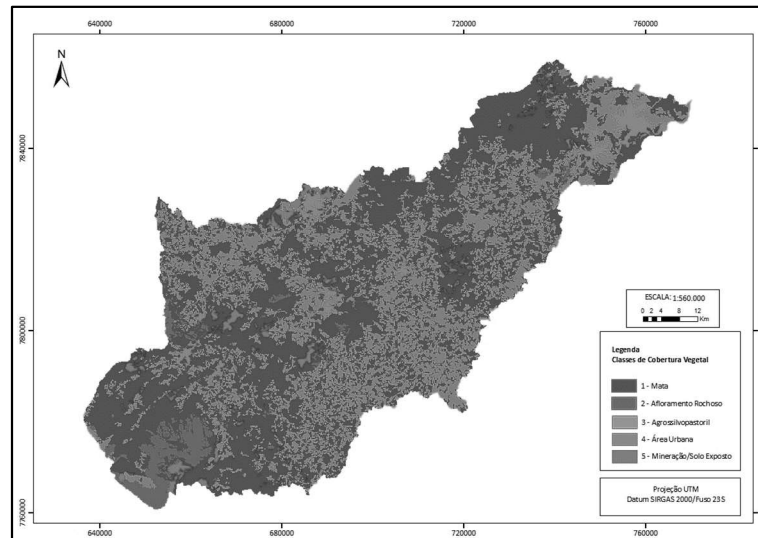 640000 680000 720000 760000
N
7840000
7800000
7760000
ESCALA: 1:560.000
0 2 4 8 12
Km
Legenda
Classes de Cobertura Vegetal
1 - Mata
2 - Afloramento Rochoso
3 - Agrossilvopastoril
4 - Área Urbana
5 - Mineração/Solo Exposto
Projeção UTM
Datum SIRGAS 2000/Fuso 23S
640000 680000 720000 760000